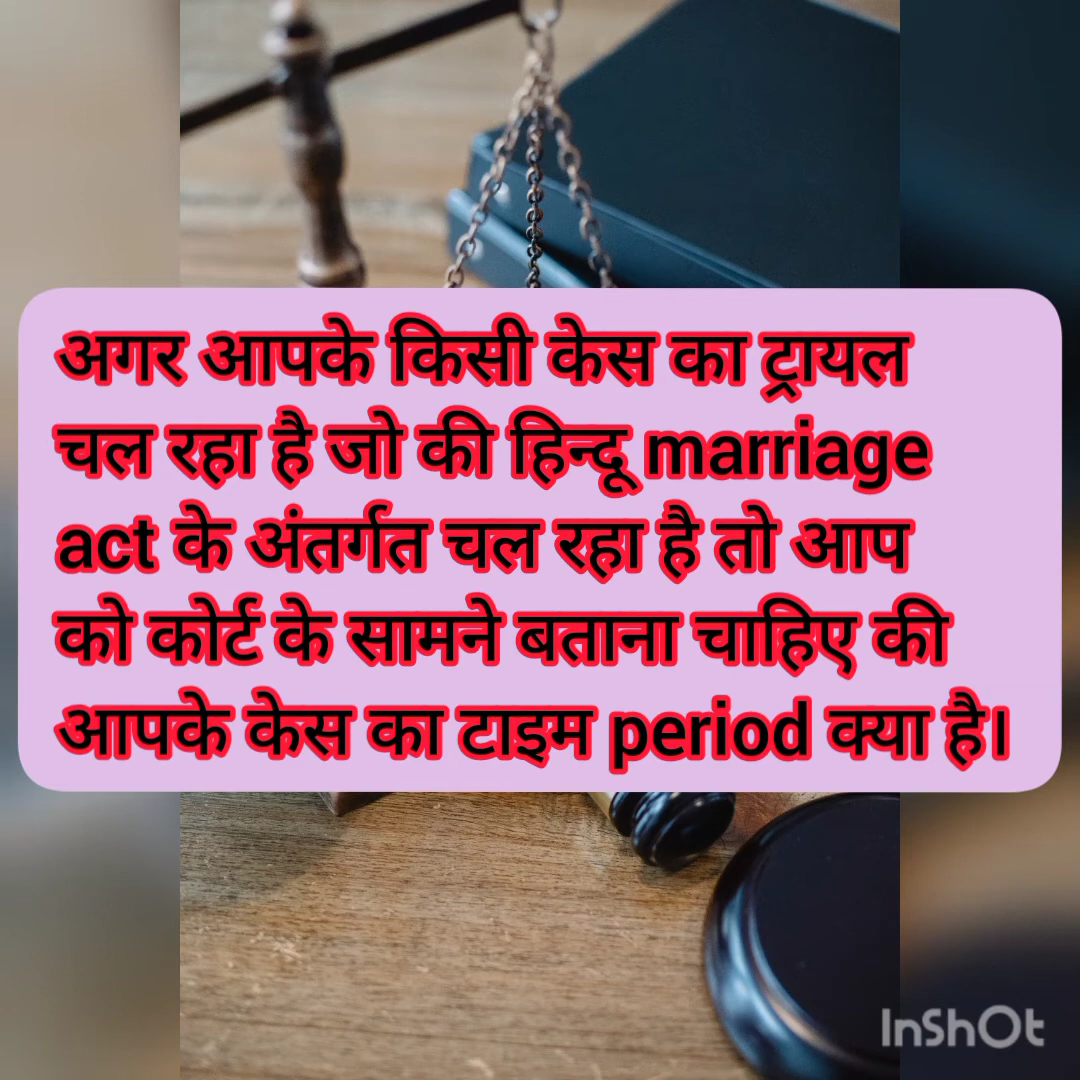 अगर आपके किसी केस का ट्रायल
चल रहा है जो की हिन्दू marriage
act के अंतर्गत चल रहा है तो आप
को कोर्ट के सामने बताना चाहिए की
आपके केस का टाइम period क्या है।
InShOt